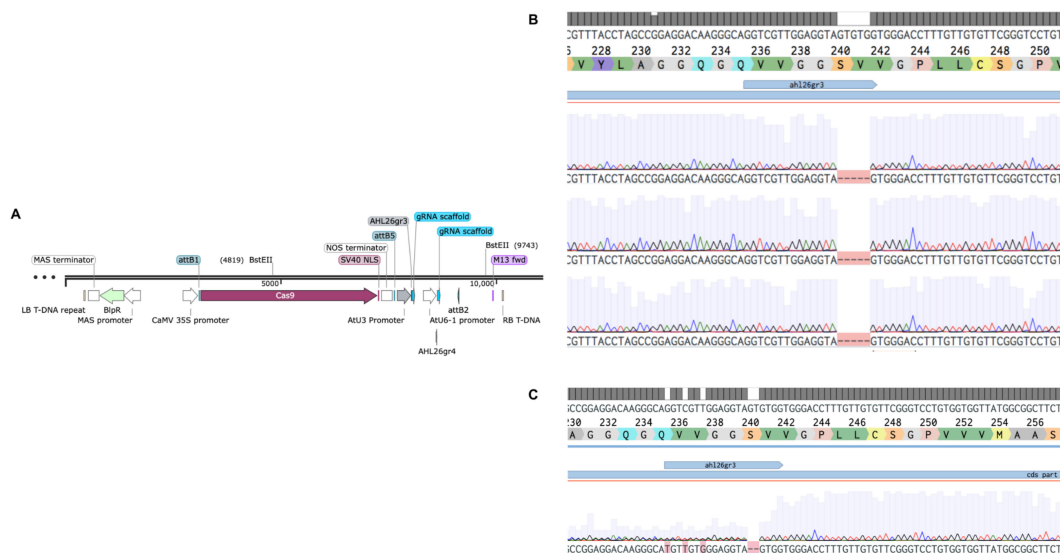 A
MAS terminator
attB1
(4819) BstEII
5000
NOS terminator
SV40 NLS
AHL26gr3
attB5
gRNA scaffold
gRNA scaffold
BstEII (9743)
M13 fwd
10,000
Cas9
LB T-DNA repeat
BlpR
MAS promoter
CaMV 35S promoter
AtU3 Promoter
AtU6-1 promoter
attB2
RB T-DNA
AHL26gr4
B
CGTTTACCTAGCCGGAGGACAAGGGCAGGTCGTTGGAGGTAGTGTGGTGGGACCTTTGTTGTGTTCGGGTCCTGT
6 228 230 232 234 236 238 240 242 244 246 248 250
V Y L A G G Q G Q V V G G S V V G P L L C S G P V
ahl26gr3
CGTTTACCTAGCCGGAGGACAAGGGCAGGTCGTTGGAGGTA-----GTGGGACCTTTGTTGTGTTCGGGTCCTGT
CGTTTACCTAGCCGGAGGACAAGGGCAGGTCGTTGGAGGTA-----GTGGGACCTTTGTTGTGTTCGGGTCCTGT
CGTTTACCTAGCCGGAGGACAAGGGCAGGTCGTTGGAGGTA-----GTGGGACCTTTGTTGTGTTCGGGTCCTGT
C
GCCGGAGGACAAGGGCAGGTCGTTGGAGGTAGTGTGGTGGGACCTTTGTTGTGTTCGGGTCCTGTGGTGGTTATGGCGGCTTCT
230 232 234 236 238 240 242 244 246 248 250 252 254 256
A G G Q G Q V V G G S V V G P L L C S G P V V V M A A S
ahl26gr3
cds part
GCCGGAGGACAAGGGCATGTTGTGGGAGGTA--GTGGTGGGACCTTTGTTGTGTTCGGGTCCTGTGGTGGTTATGGCGGCTTCT